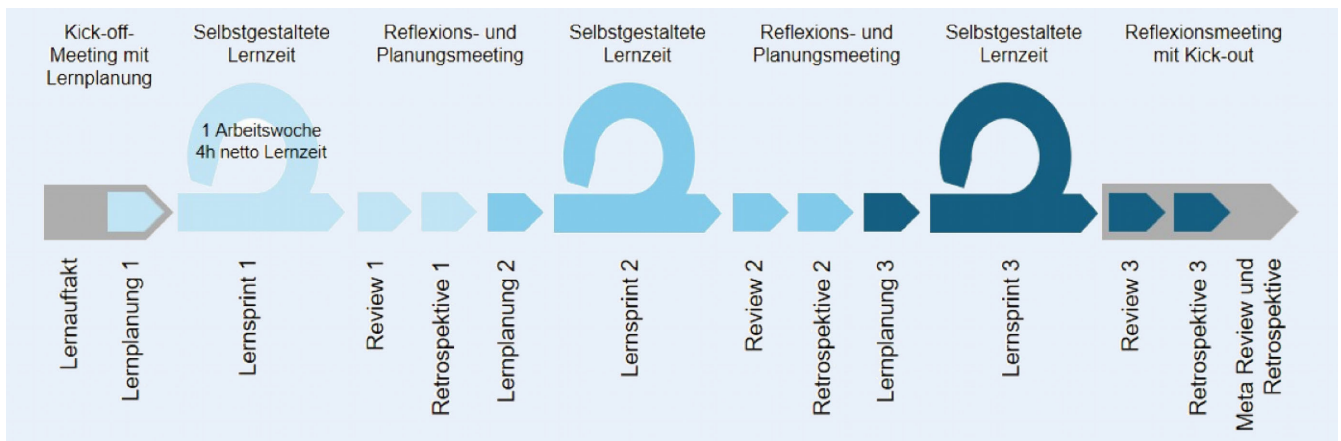 Kick-off-
Meeting mit
Lernplanung
Selbstgestaltete
Lernzeit
Reflexions- und
Planungsmeeting
Selbstgestaltete
Lernzeit
Reflexions- und
Planungsmeeting
Selbstgestaltete
Lernzeit
Reflexionsmeeting
mit Kick-out
1 Arbeitswoche
4h netto Lernzeit
Lernauftakt
Lernplanung 1
Lernsprint 1
Review 1
Retrospektive 1
Lernplanung 2
Lernsprint 2
Review 2
Retrospektive 2
Lernplanung 3
Lernsprint 3
Review 3
Retrospektive 3
Meta Review und
Retrospektive